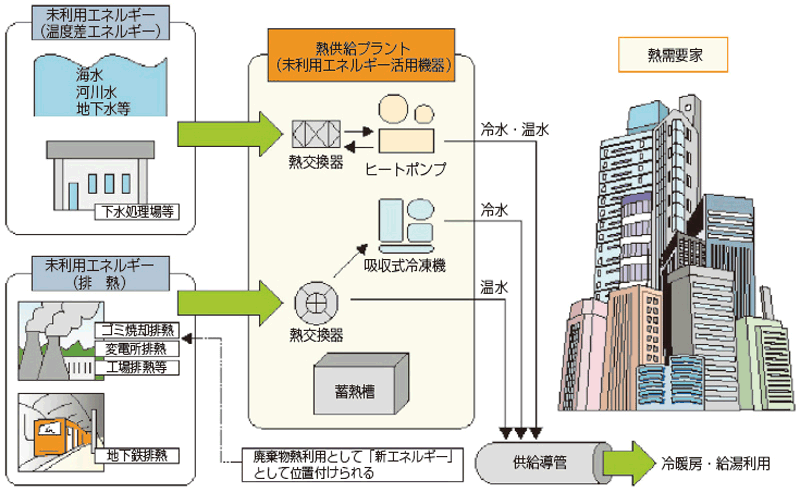 未利用エネルギー
（温度差エネルギー）
海水
河川水
地下水等
下水処理場等
未利用エネルギー
（排 熱）
ゴミ焼却排熱
変電所排熱
工場排熱等
地下鉄排熱
熱供給プラント
（未利用エネルギー活用機器）
熱交換器
ヒートポンプ
吸収式冷凍機
熱交換器
蓄熱槽
廃棄物熱利用として「新エネルギー」
として位置付けられる
冷水・温水
冷水
温水
供給導管
熱需要家
冷暖房・給湯利用